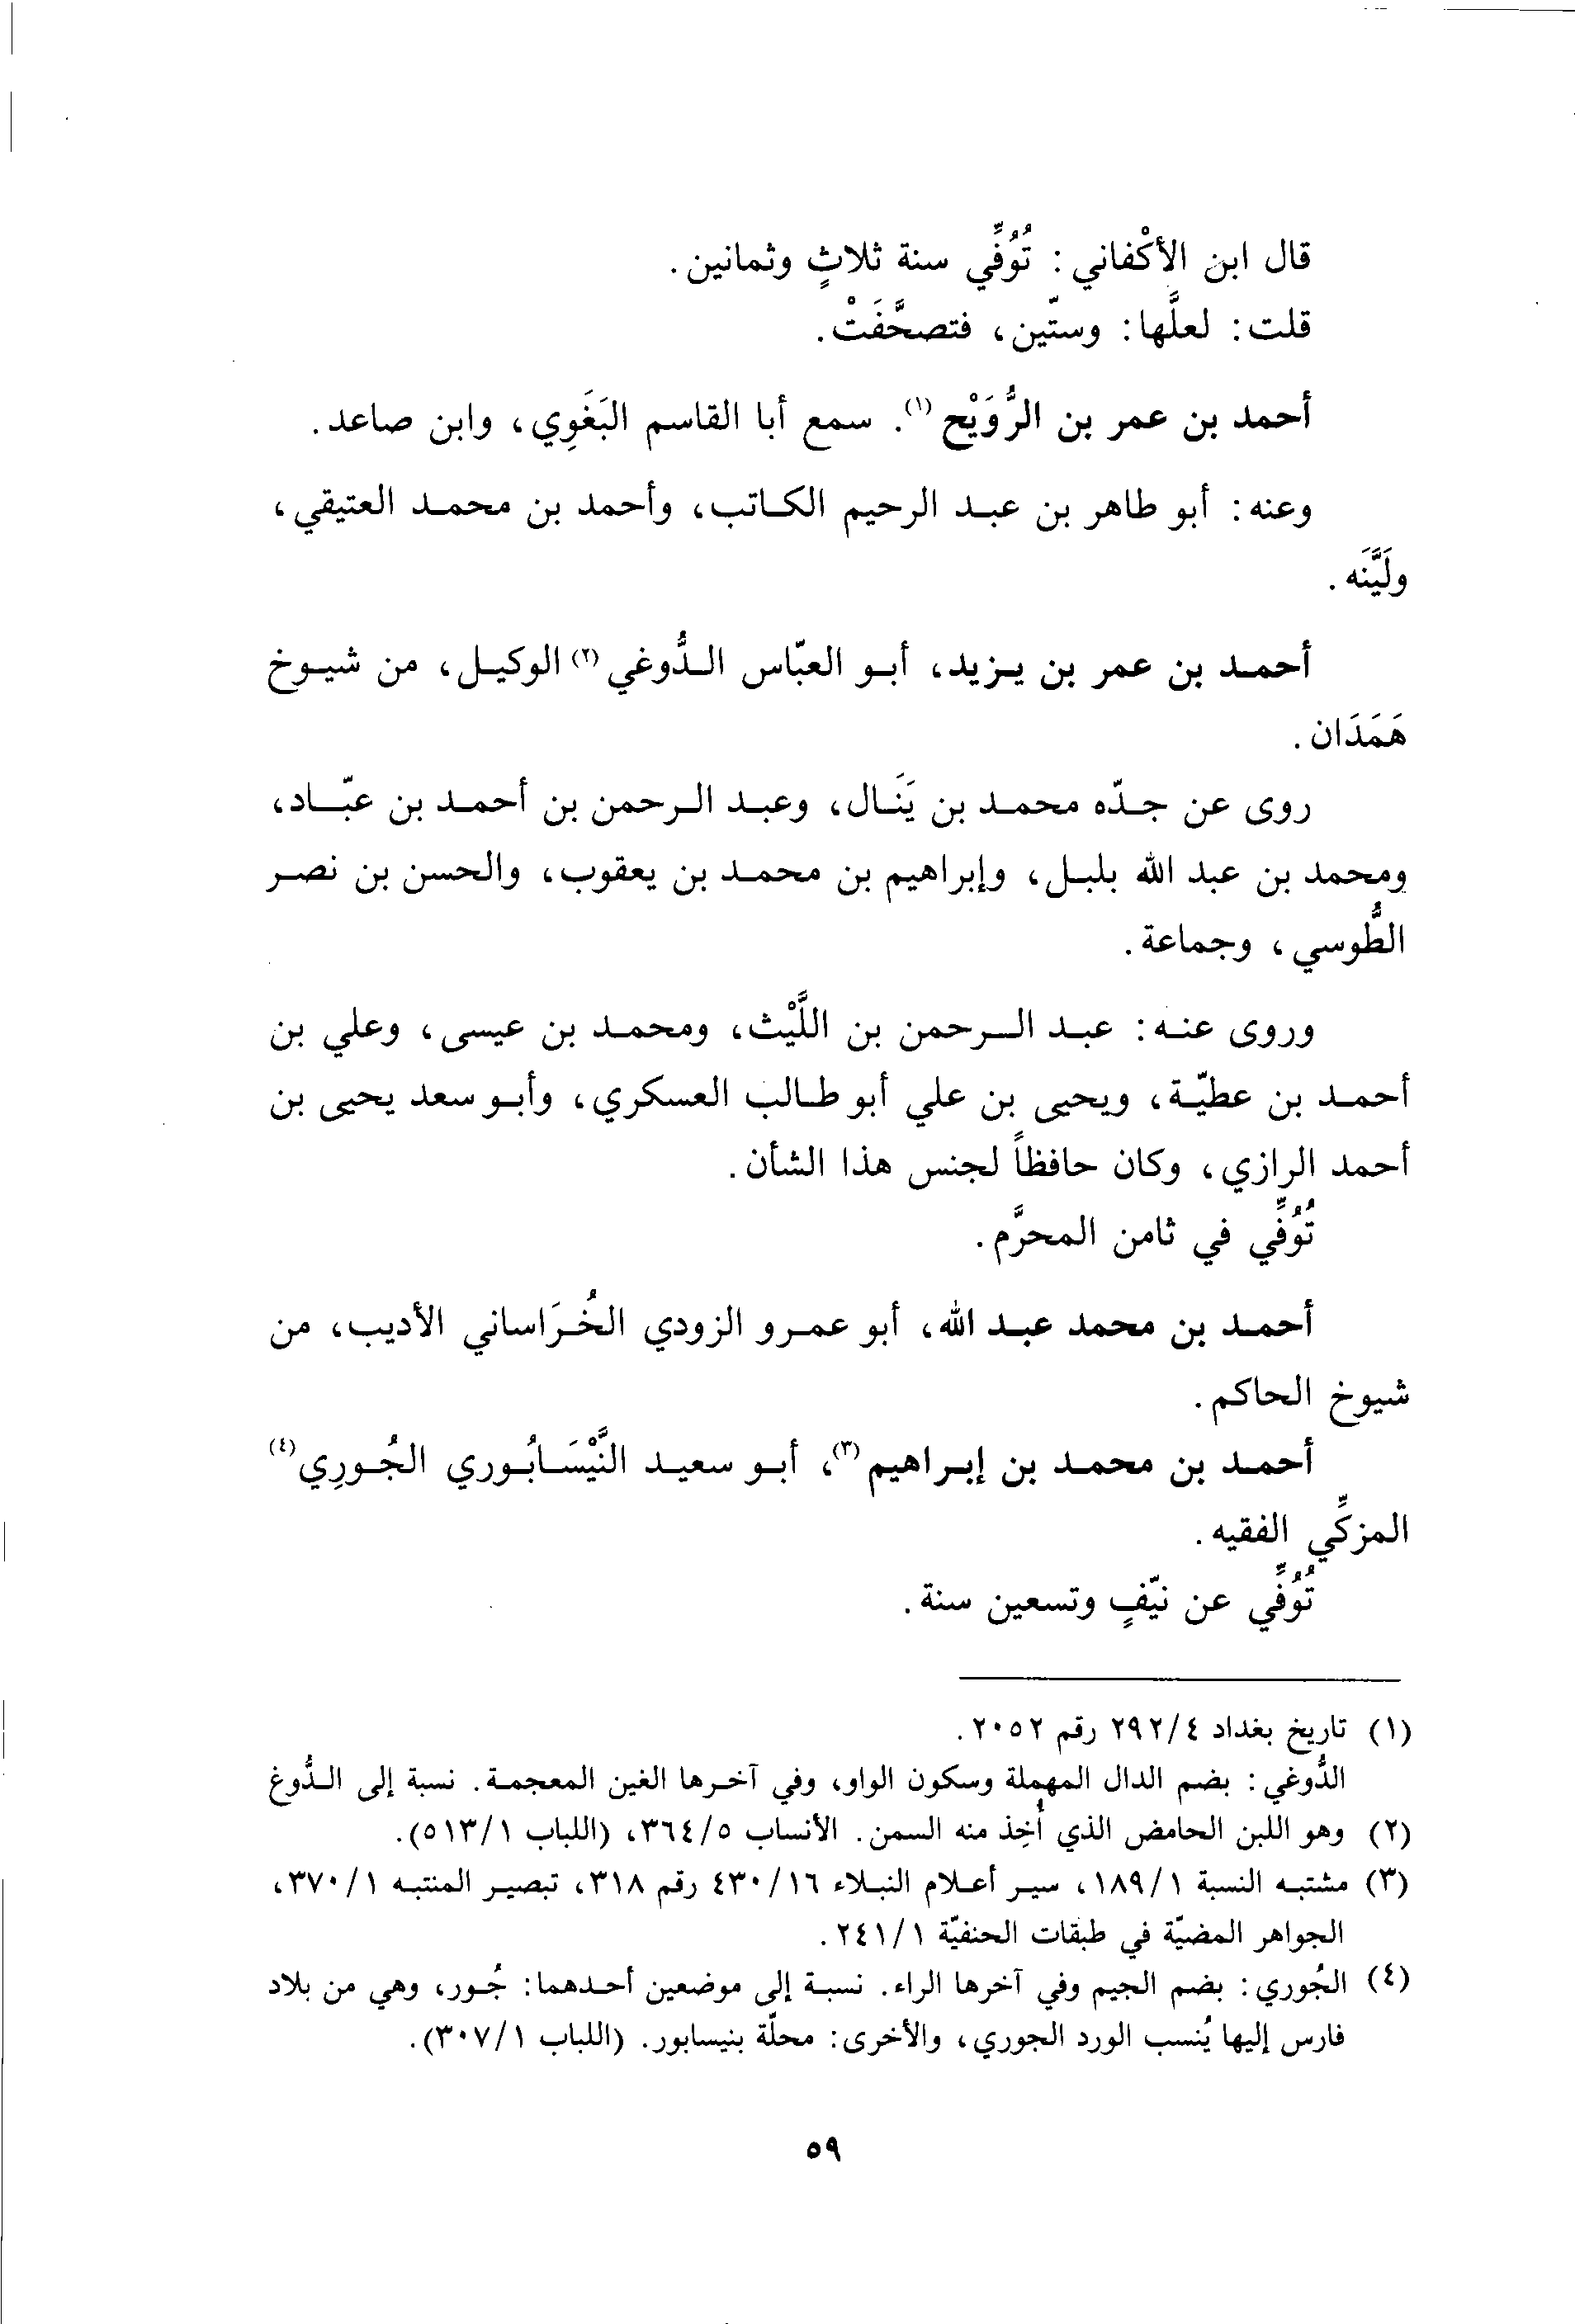 قال ابن الأكْفاني: تُوُفِّي سنة ثلاثٍ وثمانين.
قلت: لعلَّها: وستّين، فتصحَّفَتْ.
أحمد بن عمر بن الرُّوَيْح(١). سمع أبا القاسم البَغَوِي، وابن صاعد.
وعنه: أبو طاهر بن عبد الرحيم الكاتب، وأحمد بن محمد العتيقي،
ولَيَّنَه.
أحمد بن عمر بن يزيد، أبو العبّاس الدُّوغي(٢) الوكيل، من شيوخ
هَمَدَان.
روى عن جدّه محمد بن يَنَال، وعبد الرحمن بن أحمد بن عبّاد،
ومحمد بن عبد الله بلبل، وإبراهيم بن محمد بن يعقوب، والحسن بن نصر
الطُّوسي، وجماعة.
وروى عنه: عبد الرحمن بن اللَّيْث، ومحمد بن عيسى، وعلي بن
أحمد بن عطيّة، ويحيى بن علي أبو طالب العسكري، وأبو سعد يحيى بن
أحمد الرازي، وكان حافظاً لجنس هذا الشأن.
تُوُفِّي في ثامن المحرَّم.
أحمد بن محمد عبد الله، أبو عمرو الزودي الخُرَاساني الأديب، من
شيوخ الحاكم.
أحمد بن محمد بن إبراهيم(٣)، أبو سعيد النَّيْسَابُوري الجُورِي(٤)
المزكِّي الفقيه.
تُوُفِّي عن نيّفٍ وتسعين سنة.
(١) تاريخ بغداد ٢٩٢/٤ رقم ٢٠٥٢.
الدُّوغي: بضم الدال المهملة وسكون الواو، وفي آخرها الغين المعجمة. نسبة إلى الدُّوغ
(٢) وهو اللبن الحامض الذي أُخِذ منه السمن. الأنساب ٣٦٤/٥، (اللباب ٥١٣/١).
(٣) مشتبه النسبة ١٨٩/١، سير أعلام النبلاء ٤٣٠/١٦ رقم ٣١٨، تبصير المنتبه ٣٧٠/١،
الجواهر المضيّة في طبقات الحنفيّة ٢٤١/١.
(٤) الجُوري: بضم الجيم وفي آخرها الراء. نسبة إلى موضعين أحدهما: جُور، وهي من بلاد
فارس إليها يُنسب الورد الجوري، والأخرى: محلّة بنيسابور. (اللباب ٣٠٧/١).
٥٩